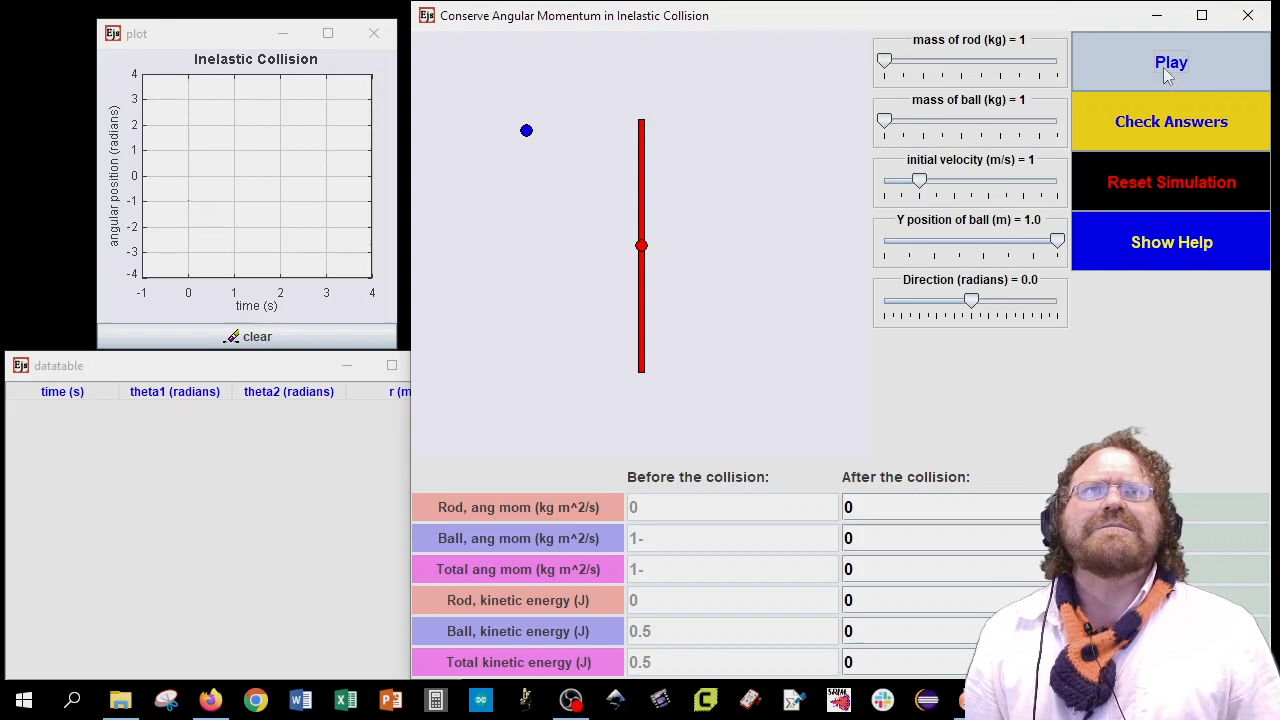 Ejs plot
Inelastic Collision
4
3
2
1
0
-1
-2
-3
-4
angular position (radians)
-1 0 1 2 3 4
time (s)
clear
Ejs datatable
time (s) theta1 (radians) theta2 (radians) r (m
Conserve Angular Momentum in Inelastic Collision
mass of rod (kg) = 1
mass of ball (kg) = 1
initial velocity (m/s) = 1
Y position of ball (m) = 1.0
Direction (radians) = 0.0
Play
Check Answers
Reset Simulation
Show Help
Before the collision: After the collision:
Rod, ang mom (kg m^2/s) 0 0
Ball, ang mom (kg m^2/s) 1- 0
Total ang mom (kg m^2/s) 1- 0
Rod, kinetic energy (J) 0 0
Ball, kinetic energy (J) 0.5 0
Total kinetic energy (J) 0.5 0